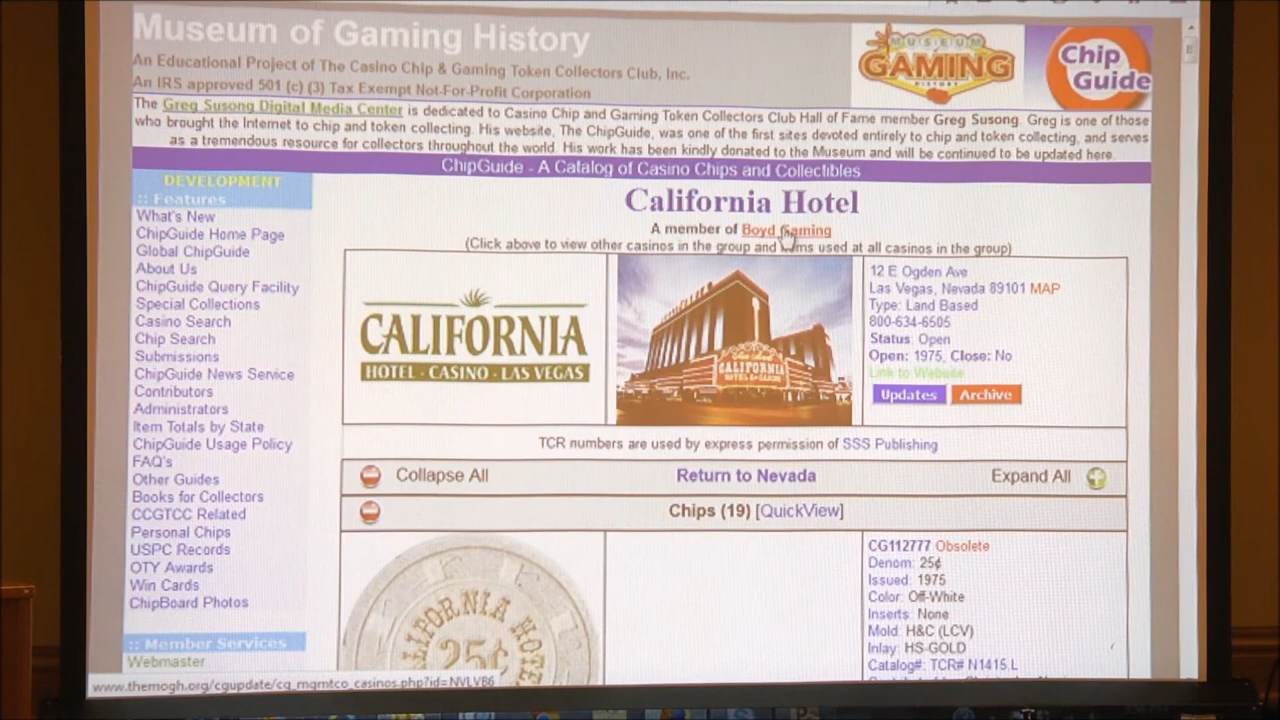 Museum of Gaming History
An Educational Project of The Casino Chip & Gaming Token Collectors Club, Inc.
An IRS approved 501 (c) (3) Tax Exempt Not-For-Profit Corporation
MUSEUM
GAMING
HISTORY
Chip
Guide
The Greg Susong Digital Media Center is dedicated to Casino Chip and Gaming Token Collectors Club Hall of Fame member Greg Susong. Greg is one of those
who brought the Internet to chip and token collecting. His website, The ChipGuide, was one of the first sites devoted entirely to chip and token collecting, and serves
as a tremendous resource for collectors throughout the world. His work has been kindly donated to the Museum and will be continued to be updated here.
ChipGuide - A Catalog of Casino Chips and Collectibles
DEVELOPMENT
:: Features
What's New
ChipGuide Home Page
Global ChipGuide
About Us
ChipGuide Query Facility
Special Collections
Casino Search
Chip Search
Submissions
ChipGuide News Service
Contributors
Administrators
Item Totals by State
ChipGuide Usage Policy
FAQ's
Other Guides
Books for Collectors
CCGTCC Related
Personal Chips
USPC Records
OTY Awards
Win Cards
ChipBoard Photos
:: Member Services
Webmaster
California Hotel
A member of Boyd Gaming
(Click above to view other casinos in the group and items used at all casinos in the group)
CALIFORNIA
HOTEL · CASINO · LAS VEGAS
CALIFORNIA
HOTEL & CASINO
12 E Ogden Ave
Las Vegas, Nevada 89101 MAP
Type: Land Based
800-634-6505
Status: Open
Open: 1975, Close: No
Link to Website
Updates Archive
TCR numbers are used by express permission of SSS Publishing
Collapse All Return to Nevada Expand All
Chips (19) [QuickView]
CALIFORNIA HOTEL
25¢
CG112777 Obsolete
Denom: 25¢
Issued: 1975
Color: Off-White
Inserts: None
Mold: H&C (LCV)
Inlay: HS-GOLD
Catalog#: TCR# N1415.L
www.themogh.org/cgupdate/cg_mgmtco_casinos.php?id=NVLVB6